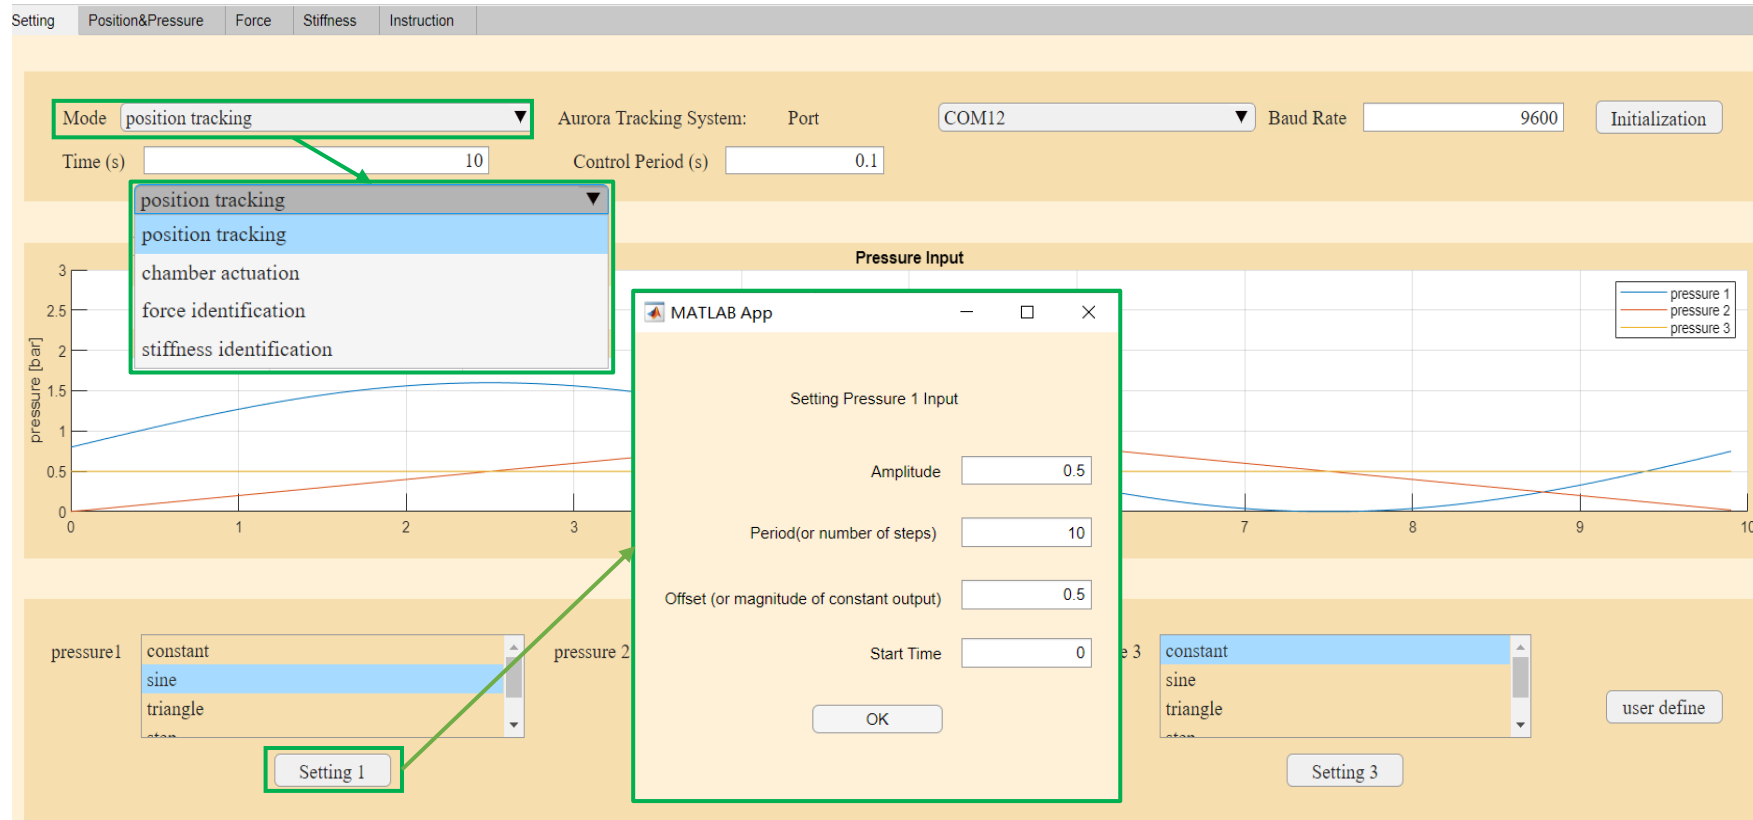 Setting Position&Pressure Force Stiffness Instruction
Mode position tracking Aurora Tracking System: Port COM12 Baud Rate 9600 Initialization
Time (s) 10 Control Period (s) 0.1
position tracking
position tracking
chamber actuation
force identification
stiffness identification
Pressure Input
pressure [bar]
3
2.5
2
1.5
1
0.5
0
0 1 2 3 7 8 9 10
pressure 1
pressure 2
pressure 3
MATLAB App
Setting Pressure 1 Input
Amplitude 0.5
Period(or number of steps) 10
Offset (or magnitude of constant output) 0.5
Start Time 0
OK
pressure1
constant
sine
triangle
step
Setting 1
pressure 2
e 3
constant
sine
triangle
step
Setting 3
user define